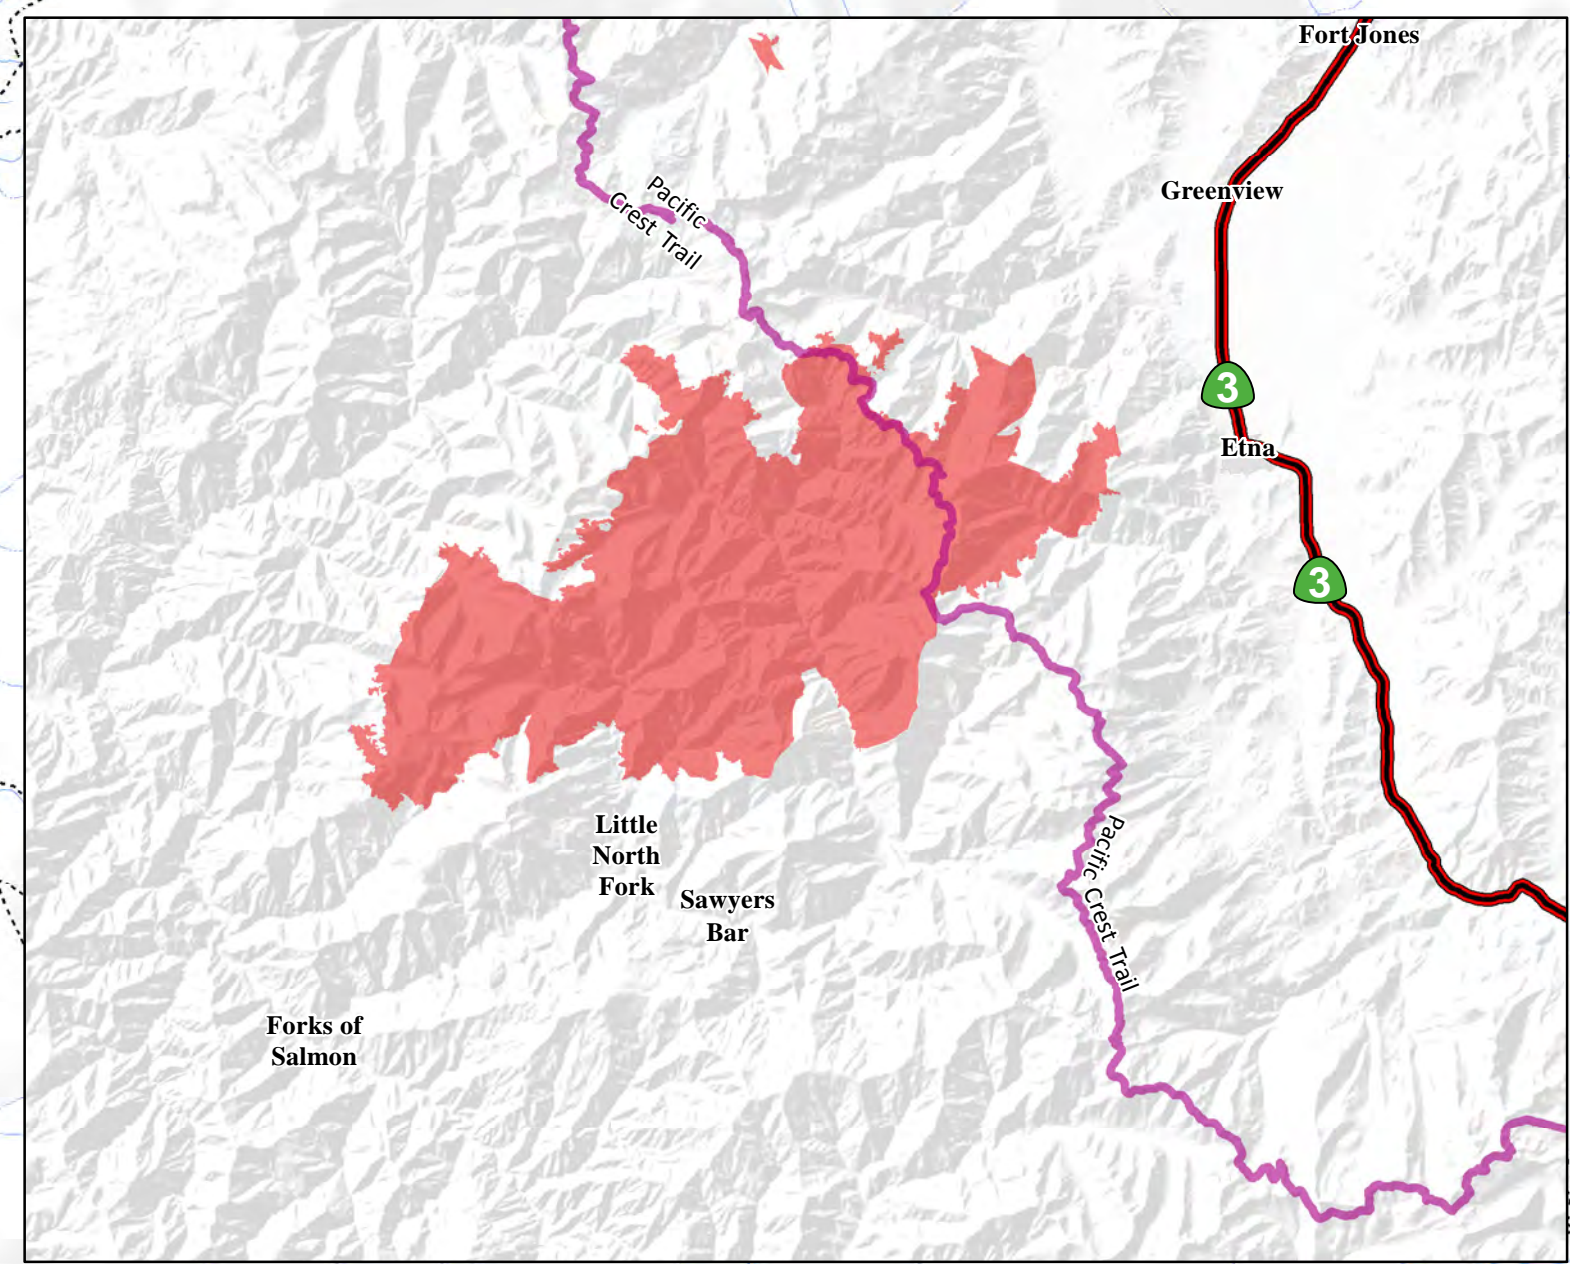 Fort Jones
Greenview
Pacific
Crest Trail
3
Etna
3
Little
North
Fork
Sawyers
Bar
Pacific Crest Trail
Forks of
Salmon